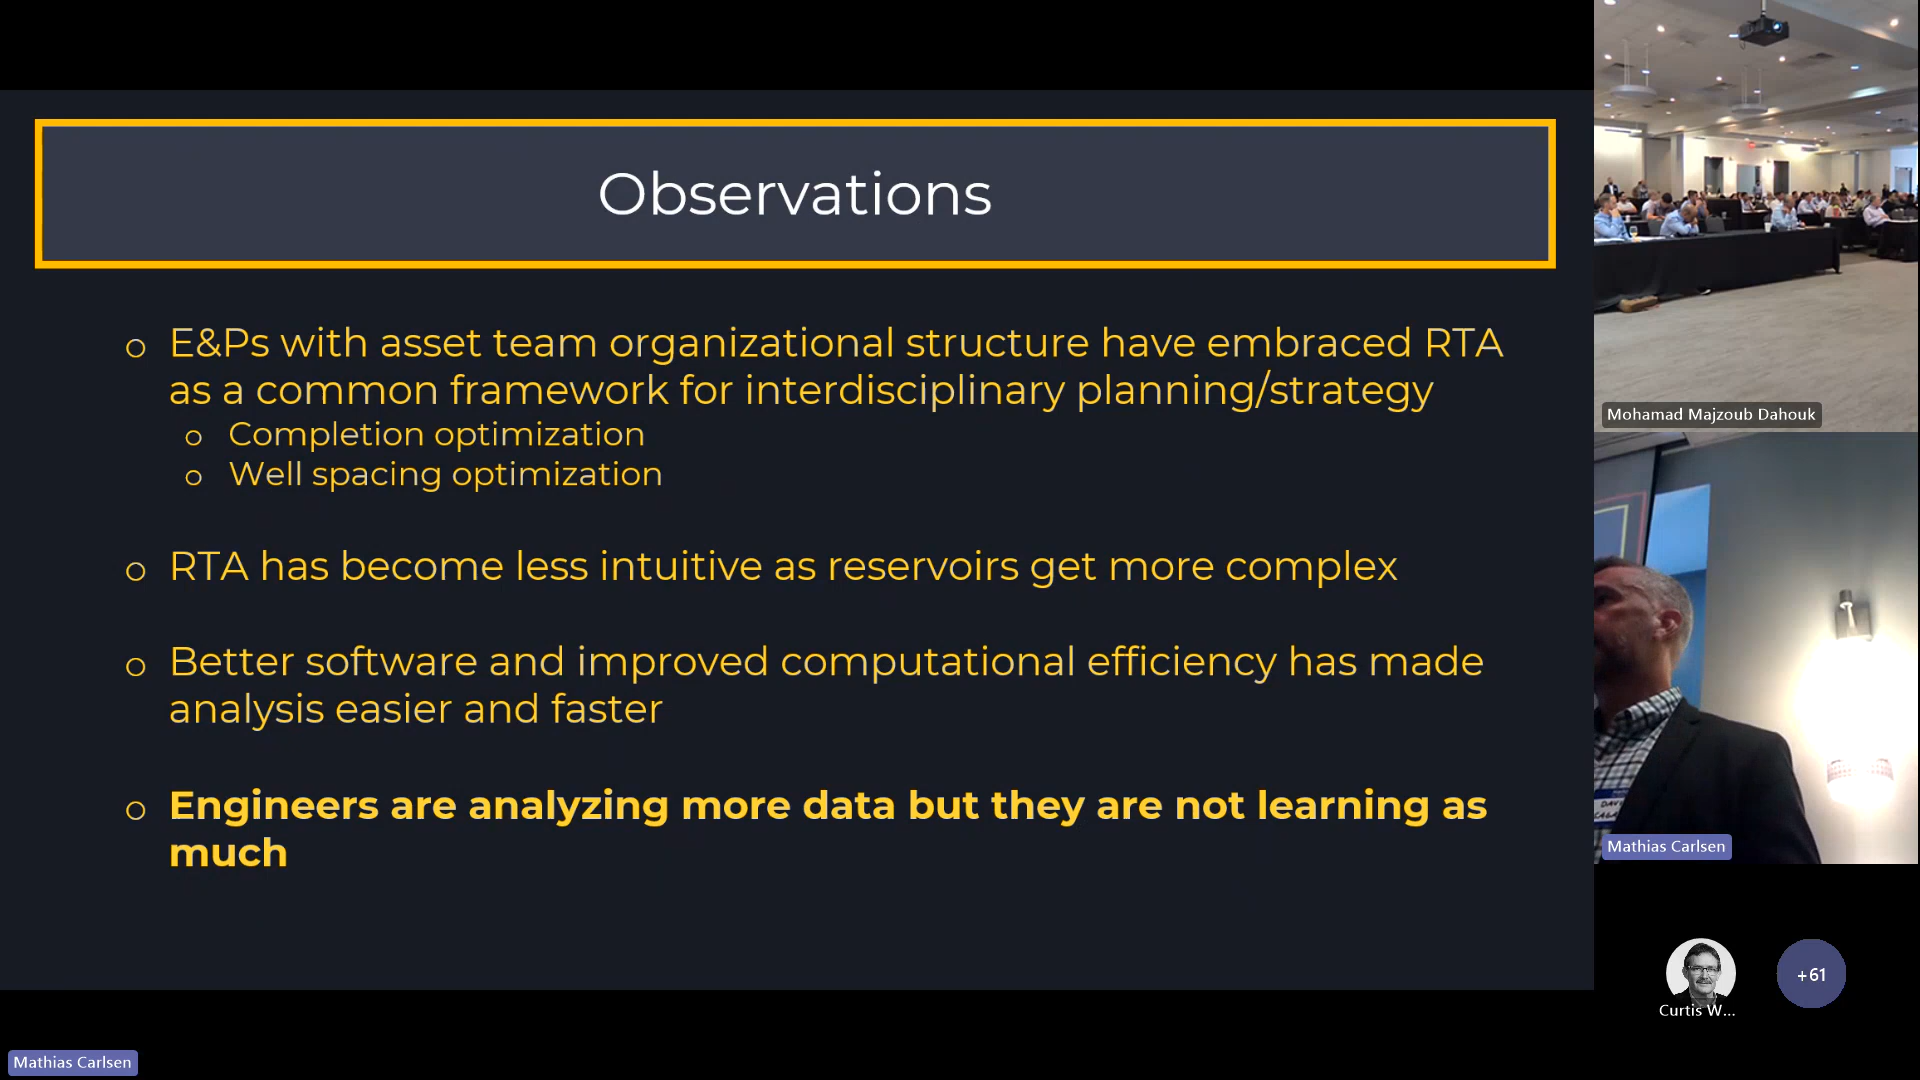 Observations
o E&Ps with asset team organizational structure have embraced RTA
as a common framework for interdisciplinary planning/strategy
o Completion optimization
o Well spacing optimization
o RTA has become less intuitive as reservoirs get more complex
o Better software and improved computational efficiency has made
analysis easier and faster
o Engineers are analyzing more data but they are not learning as
much
Mohamad Majzoub Dahouk
Mathias Carlsen
+61
Curtis W...
Mathias Carlsen